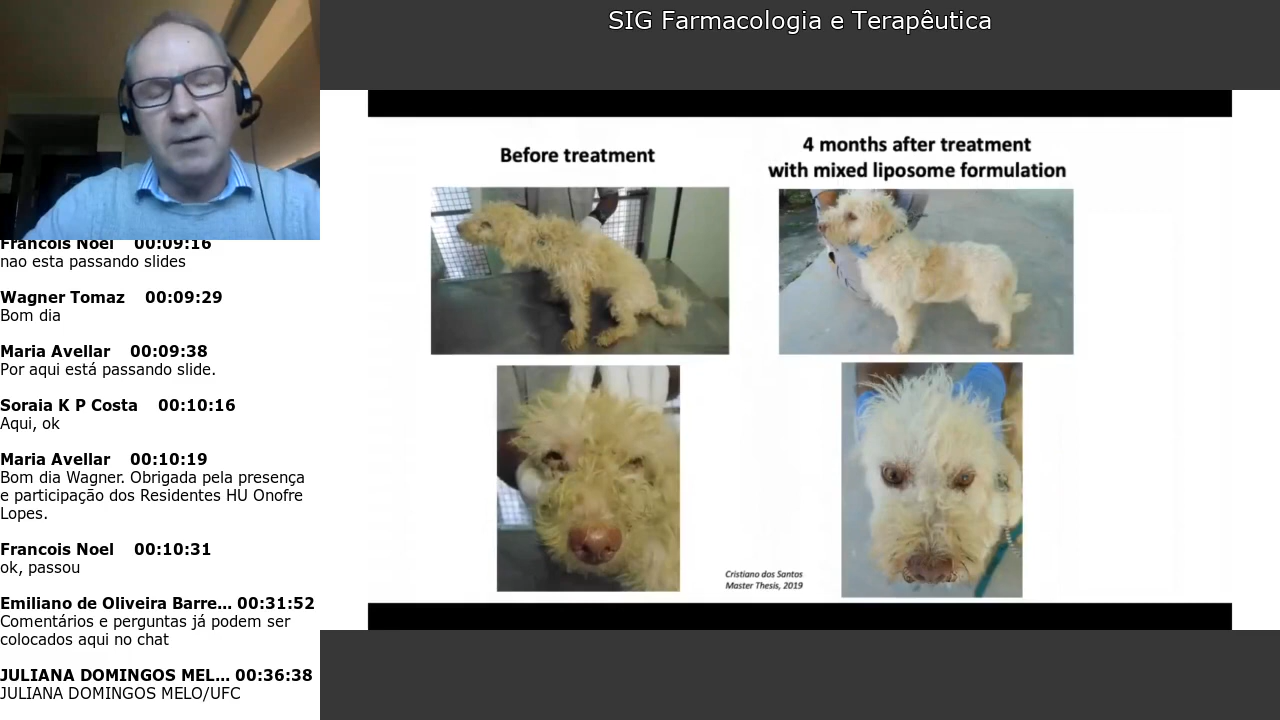 SIG Farmacologia e Terapêutica
Francois Noel 00:09:16
nao esta passando slides
Wagner Tomaz 00:09:29
Bom dia
Maria Avellar 00:09:38
Por aqui está passando slide.
Soraia K P Costa 00:10:16
Aqui, ok
Maria Avellar 00:10:19
Bom dia Wagner. Obrigada pela presença
e participação dos Residentes HU Onofre
Lopes.
Francois Noel 00:10:31
ok, passou
Emiliano de Oliveira Barre... 00:31:52
Comentários e perguntas já podem ser
colocados aqui no chat
JULIANA DOMINGOS MEL... 00:36:38
JULIANA DOMINGOS MELO/UFC
Before treatment
4 months after treatment
with mixed liposome formulation
Cristiano dos Santos
Master Thesis, 2019